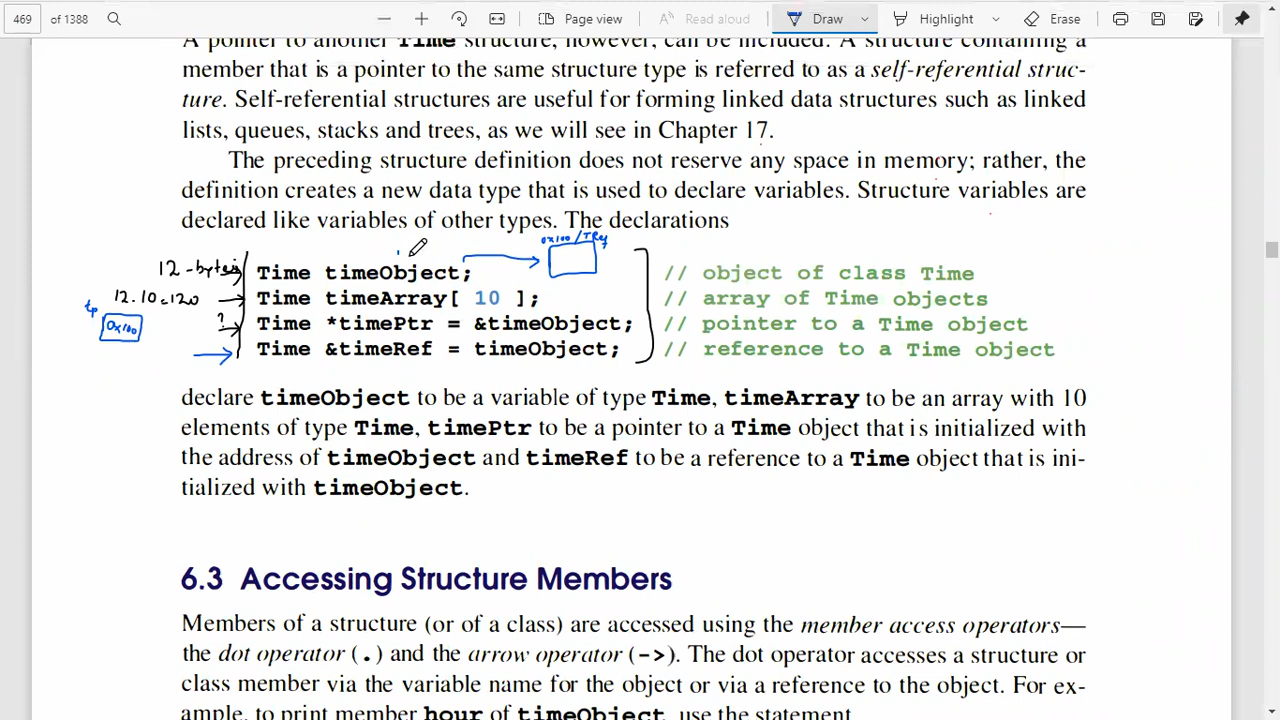 469 of 1388 Page view Read aloud Draw Highlight Erase
A pointer to another Time structure, however, can be included. A structure containing a
member that is a pointer to the same structure type is referred to as a self-referential struc-
ture. Self-referential structures are useful for forming linked data structures such as linked
lists, queues, stacks and trees, as we will see in Chapter 17.
The preceding structure definition does not reserve any space in memory; rather, the
definition creates a new data type that is used to declare variables. Structure variables are
declared like variables of other types. The declarations
0x100/TRef
12-bytes Time timeObject; // object of class Time
12.10=120 Time timeArray[ 10 ]; // array of Time objects
tp 0x100 ? Time *timePtr = &timeObject; // pointer to a Time object
Time &timeRef = timeObject; // reference to a Time object
declare timeObject to be a variable of type Time, timeArray to be an array with 10
elements of type Time, timePtr to be a pointer to a Time object that is initialized with
the address of timeObject and timeRef to be a reference to a Time object that is ini-
tialized with timeObject.
6.3 Accessing Structure Members
Members of a structure (or of a class) are accessed using the member access operators—
the dot operator (.) and the arrow operator (->). The dot operator accesses a structure or
class member via the variable name for the object or via a reference to the object. For ex-
ample, to print member hour of timeObject, use the statement